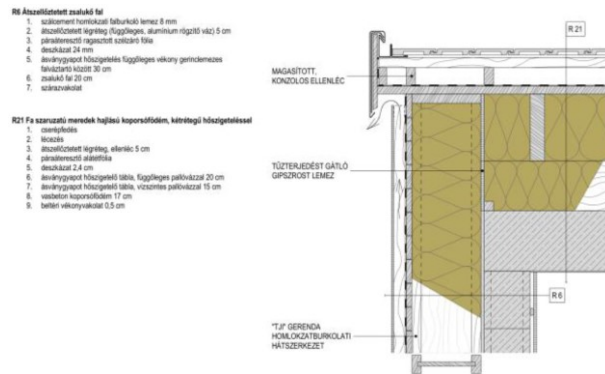 R6 Átszellőztetett zsalukő fal
1. szálcement homlokzati falburkoló lemez 8 mm
2. átszellőztetett légréteg (függőleges, alumínium rögzítő váz) 5 cm
3. páraáteresztő ragasztott szélzáró fólia
4. deszkázat 24 mm
5. ásványgyapot hőszigetelés függőleges vékony gerinclemezes
falváztartó között 30 cm
6. zsalukő fal 20 cm
7. szárazvakolat
R21 Fa szaruzatú meredek hajlású koporsófödém, kétrétegű hőszigeteléssel
1. cserépfedés
2. lécezés
3. átszellőztetett légréteg, ellenléc 5 cm
4. páraáteresztő alátétfólia
5. deszkázat 2,4 cm
6. ásványgyapot hőszigetelő tábla, függőleges pallóvázzal 20 cm
7. ásványgyapot hőszigetelő tábla, vízszintes pallóvázzal 15 cm
8. vasbeton koporsófödém 17 cm
9. beltéri vékonyvakolat 0,5 cm
R 21
MAGASÍTOTT,
KONZOLOS ELLENLÉC
TŰZTERJEDÉST GÁTLÓ
GIPSZROST LEMEZ
R 6
"TJI" GERENDA
HOMLOKZATBURKOLATI
HÁTSZERKEZET